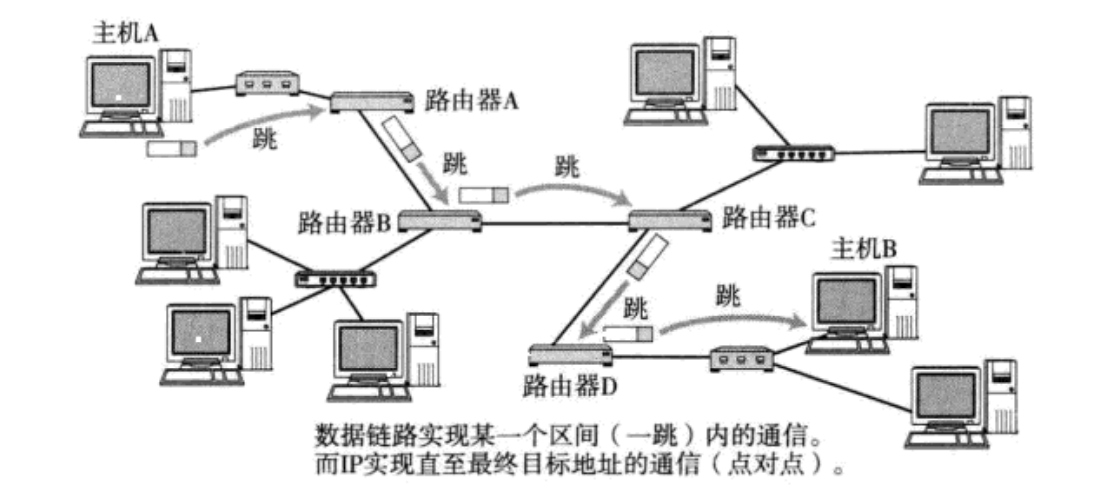 主机A
路由器A
跳
跳
跳
路由器B
路由器C
主机B
跳
跳
路由器D
数据链路实现某一个区间（一跳）内的通信。
而IP实现直至最终目标地址的通信（点对点）。